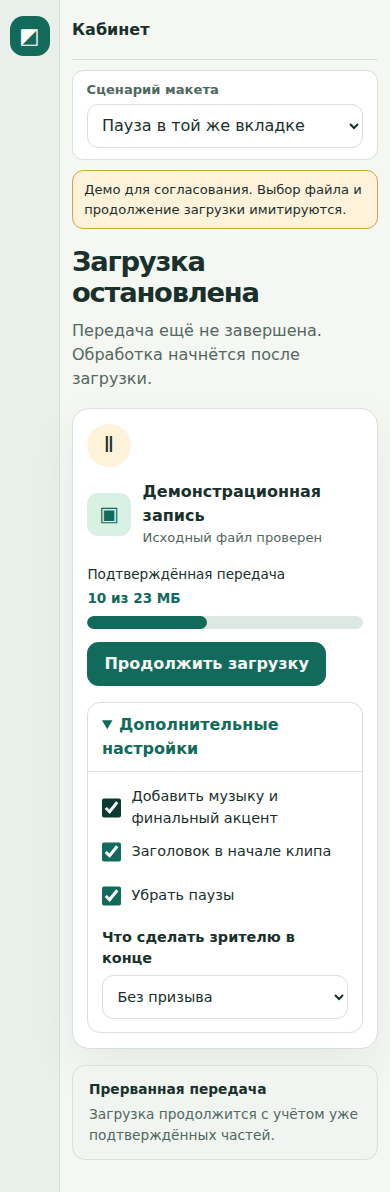 Кабинет
Сценарий макета
Пауза в той же вкладке
Демо для согласования. Выбор файла и
продолжение загрузки имитируются.
Загрузка
остановлена
Передача ещё не завершена.
Обработка начнётся после
загрузки.
Демонстрационная
запись
Исходный файл проверен
Подтверждённая передача
10 из 23 МБ
Продолжить загрузку
Дополнительные
настройки
Добавить музыку и
финальный акцент
Заголовок в начале клипа
Убрать паузы
Что сделать зрителю в
конце
Без призыва
Прерванная передача
Загрузка продолжится с учётом уже
подтверждённых частей.